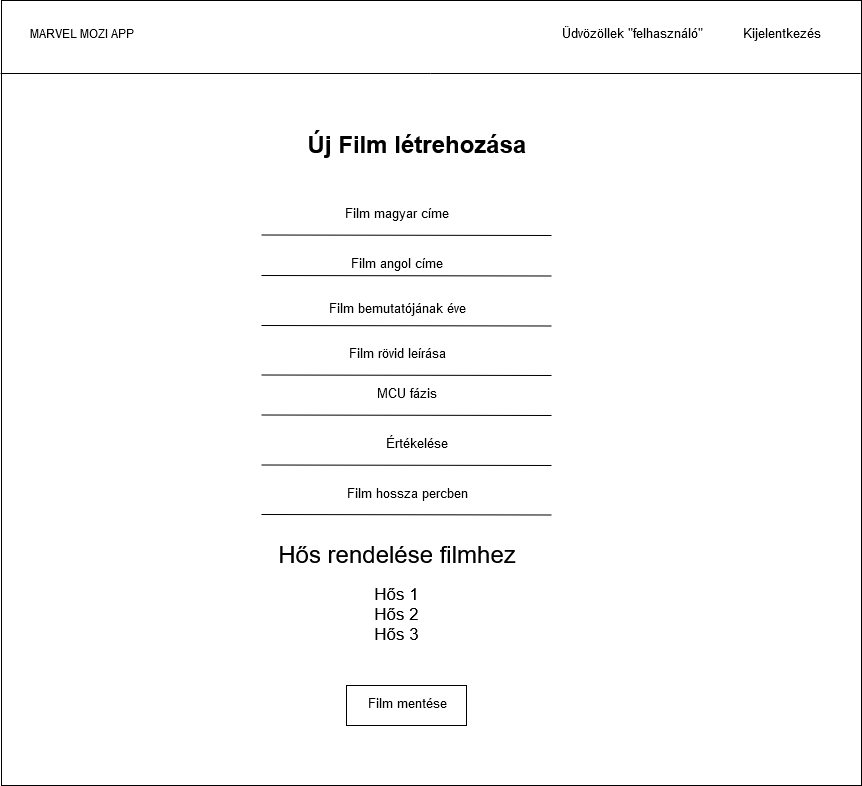 MARVEL MOZI APP
Üdvözöllek "felhasználó"
Kijelentkezés
Új Film létrehozása
Film magyar címe
Film angol címe
Film bemutatójának éve
Film rövid leírása
MCU fázis
Értékelése
Film hossza percben
Hős rendelése filmhez
Hős 1
Hős 2
Hős 3
Film mentése